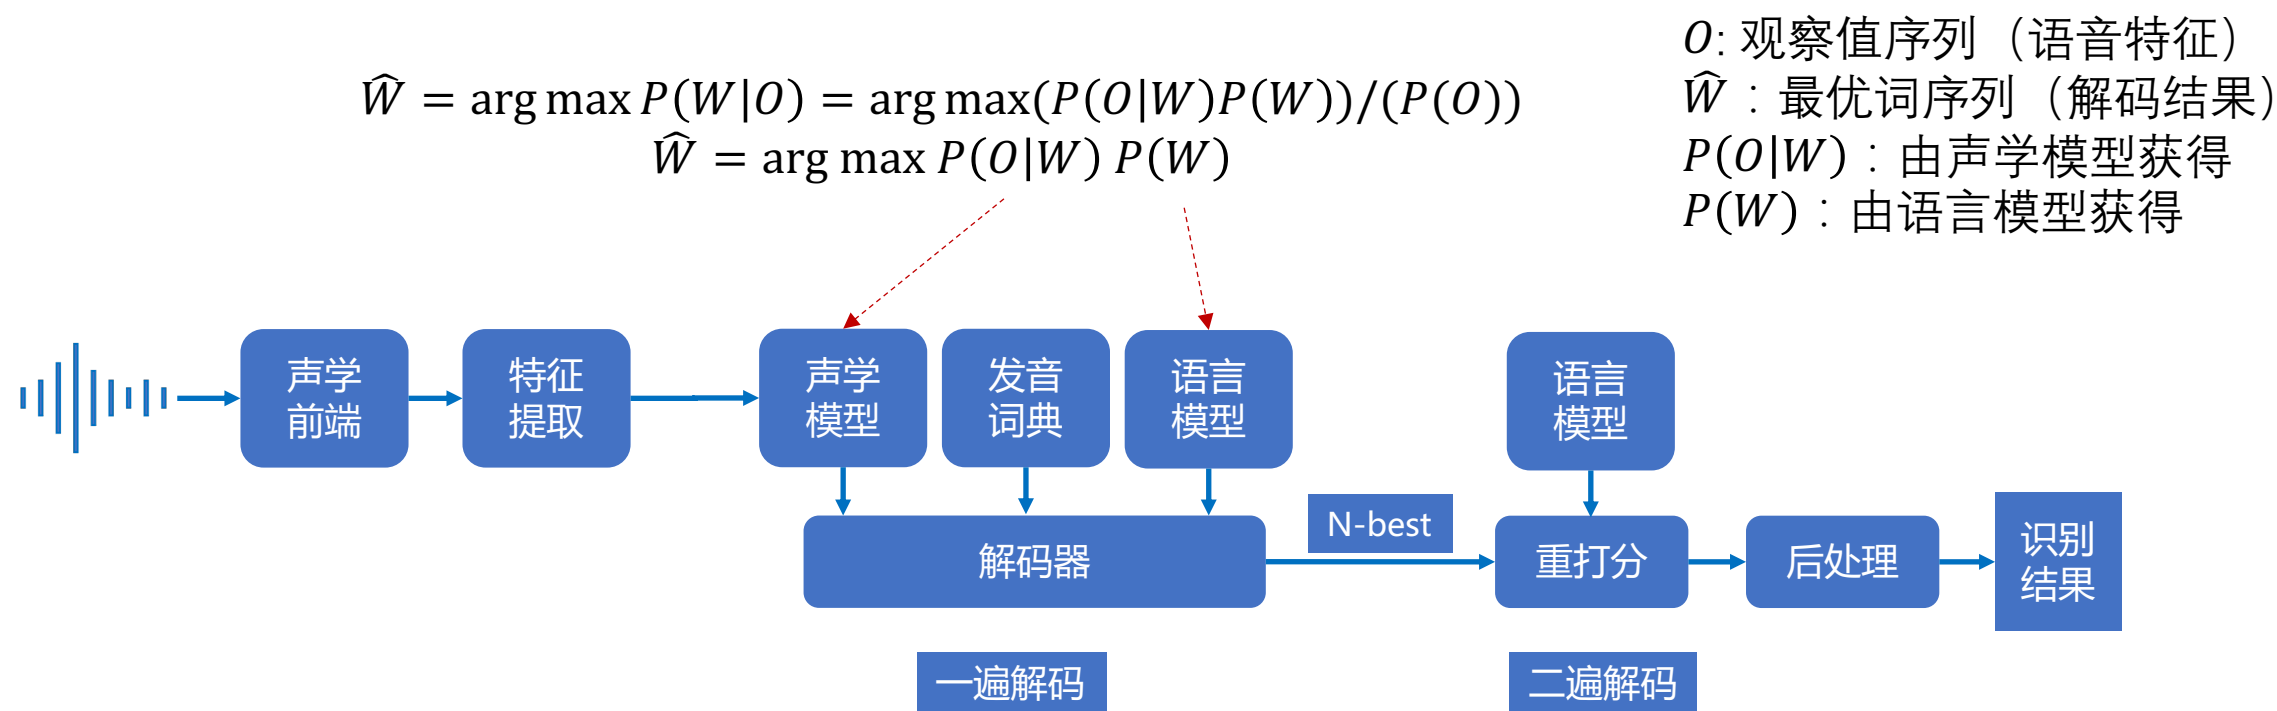 O: 观察值序列（语音特征）
Ŵ：最优词序列（解码结果）
P(O|W)：由声学模型获得
P(W)：由语言模型获得
Ŵ = arg max P(W|O) = arg max(P(O|W)P(W))/(P(O))
Ŵ = arg max P(O|W) P(W)
声学
前端
特征
提取
声学
模型
发音
词典
语言
模型
语言
模型
解码器
N-best
重打分
后处理
识别
结果
一遍解码
二遍解码